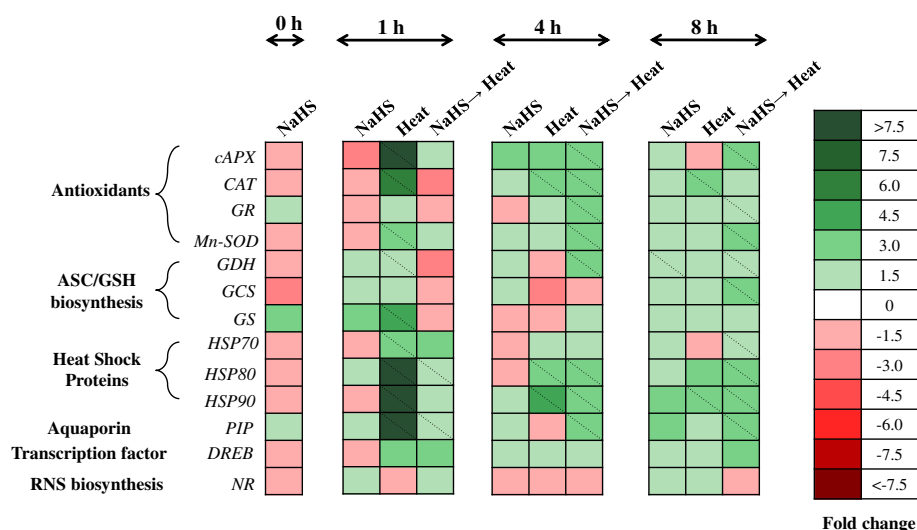 0 h 1 h 4 h 8 h
NaHS NaHS Heat NaHS→ Heat NaHS Heat NaHS→ Heat NaHS Heat NaHS→ Heat
Antioxidants
cAPX
CAT
GR
Mn-SOD
ASC/GSH
biosynthesis
GDH
GCS
GS
Heat Shock
Proteins
HSP70
HSP80
HSP90
Aquaporin PIP
Transcription factor DREB
RNS biosynthesis NR
>7.5
7.5
6.0
4.5
3.0
1.5
0
-1.5
-3.0
-4.5
-6.0
-7.5
<-7.5
Fold change